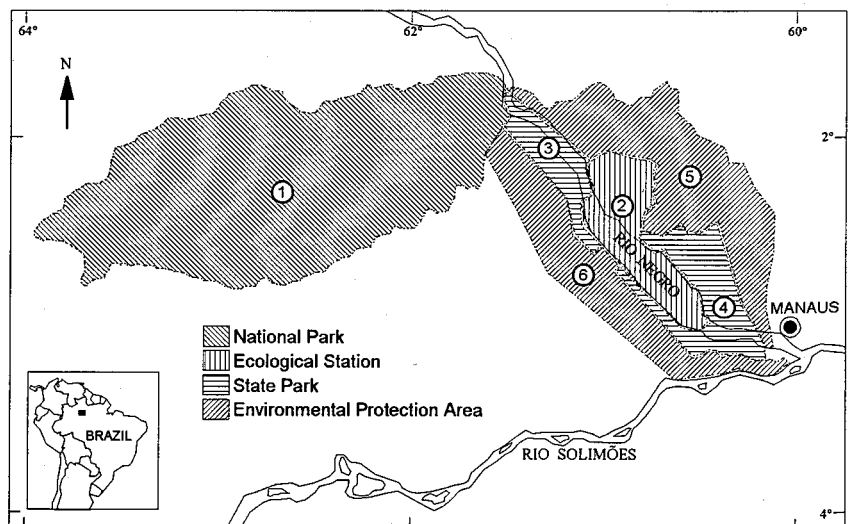 64°
62°
60°
N
2°
3
1
5
2
RIO NEGRO
6
4
MANAUS
National Park
Ecological Station
State Park
Environmental Protection Area
BRAZIL
RIO SOLIMÕES
4°